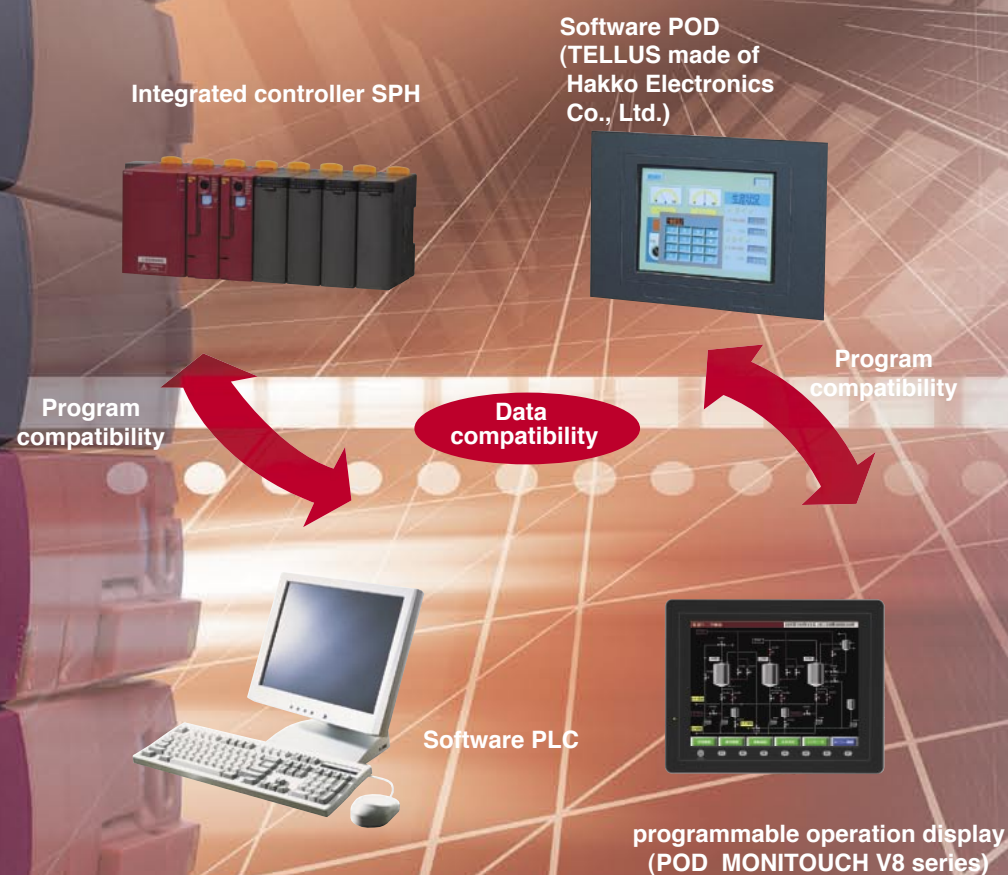 Software POD
(TELLUS made of
Hakko Electronics
Co., Ltd.)
Integrated controller SPH
Program
compatibility
Data
compatibility
Program
compatibility
Software PLC
programmable operation display
(POD MONITOUCH V8 series)